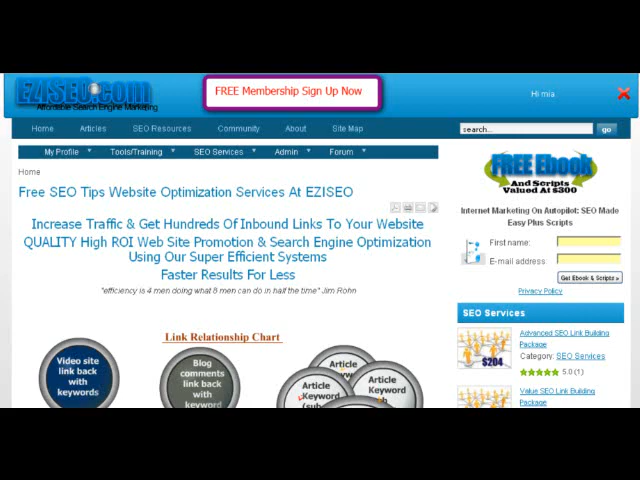 EZISEO.com
Affordable Search Engine Marketing
FREE Membership Sign Up Now
Hi mia
Home Articles SEO Resources Community About Site Map
search...
go
My Profile Tools/Training SEO Services Admin Forum
Home
Free SEO Tips Website Optimization Services At EZISEO
Increase Traffic & Get Hundreds Of Inbound Links To Your Website
QUALITY High ROI Web Site Promotion & Search Engine Optimization
Using Our Super Efficient Systems
Faster Results For Less
"efficiency is 4 men doing what 8 men can do in half the time" Jim Rohn
Link Relationship Chart
Video site
link back
with
keywords
Blog
comments
link back
with
keyword
Article
Keyword
Article
Keyword
Article
FREE Ebook
And Scripts
Valued At $300
Internet Marketing On Autopilot: SEO Made
Easy Plus Scripts
First name:
E-mail address:
Get Ebook & Scripts »
Privacy Policy
SEO Services
$204
Advanced SEO Link Building
Package
Category: SEO Services
5.0 (1)
Value SEO Link Building
Package